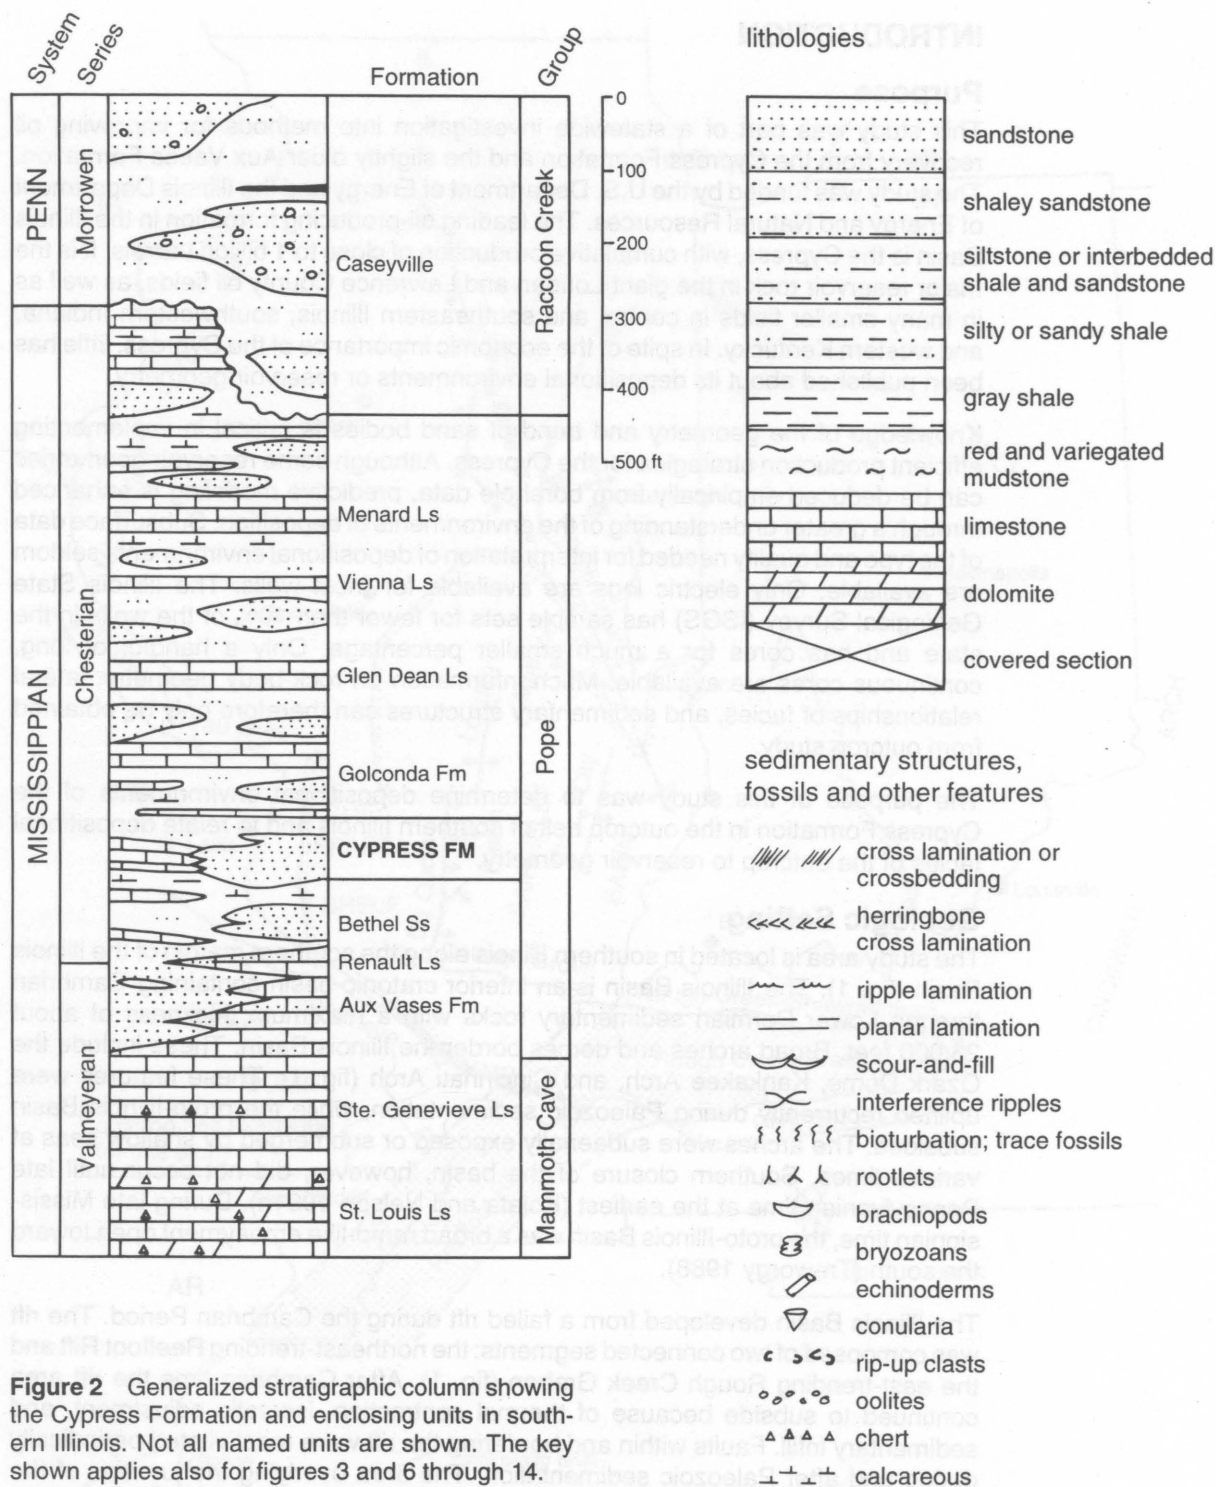 System
Series
Formation
Group
PIENN
MISSISSIPPIAN
Morrowen
Chesterian
Valmeyerian
Caseyville
Menard Ls
Vienna Ls
Glen Dean Ls
Golconda Fm
CYPRESS FM
Bethel Ss
Renault Ls
Aux Vases Fm
Ste. Genevieve Ls
St. Louis Ls
Raccoon Creek
Pope
Mammoth Cave
0
100
200
300
400
500 ft
lithologies
sandstone
shaley sandstone
siltstone or interbedded
shale and sandstone
silty or sandy shale
gray shale
red and variegated
mudstone
limestone
dolomite
covered section
sedimentary structures,
fossils and other features
cross lamination or
crossbedding
herringbone
cross lamination
ripple lamination
planar lamination
scour-and-fill
interference ripples
bioturbation; trace fossils
rootlets
brachiopods
bryozoans
echinoderms
conularia
rip-up clasts
oolites
chert
calcareous
Figure 2 Generalized stratigraphic column showing
the Cypress Formation and enclosing units in south-
ern Illinois. Not all named units are shown. The key
shown applies also for figures 3 and 6 through 14.